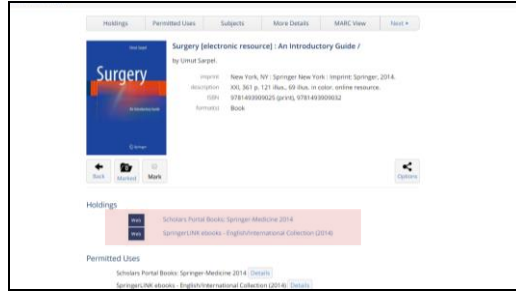 Holdings Permitted Uses Subjects More Details MARC View Next
Surgery [electronic resource] : An Introductory Guide /
by Umut Sarpel.
Imprint New York, NY : Springer New York : Imprint: Springer, 2014.
description XXI, 361 p. 121 illus., 69 illus. in color. online resource.
ISBN 9781493909025 (print), 9781493909032
format(s) Book
Umut Sarpel
Surgery
An Introductory Guide
Springer
Back Marked Mark Options
Holdings
Web Scholars Portal Books: Springer-Medicine 2014
Web SpringerLINK ebooks - English/International Collection (2014)
Permitted Uses
Scholars Portal Books: Springer-Medicine 2014 Details
SpringerLINK ebooks - English/International Collection (2014) Details